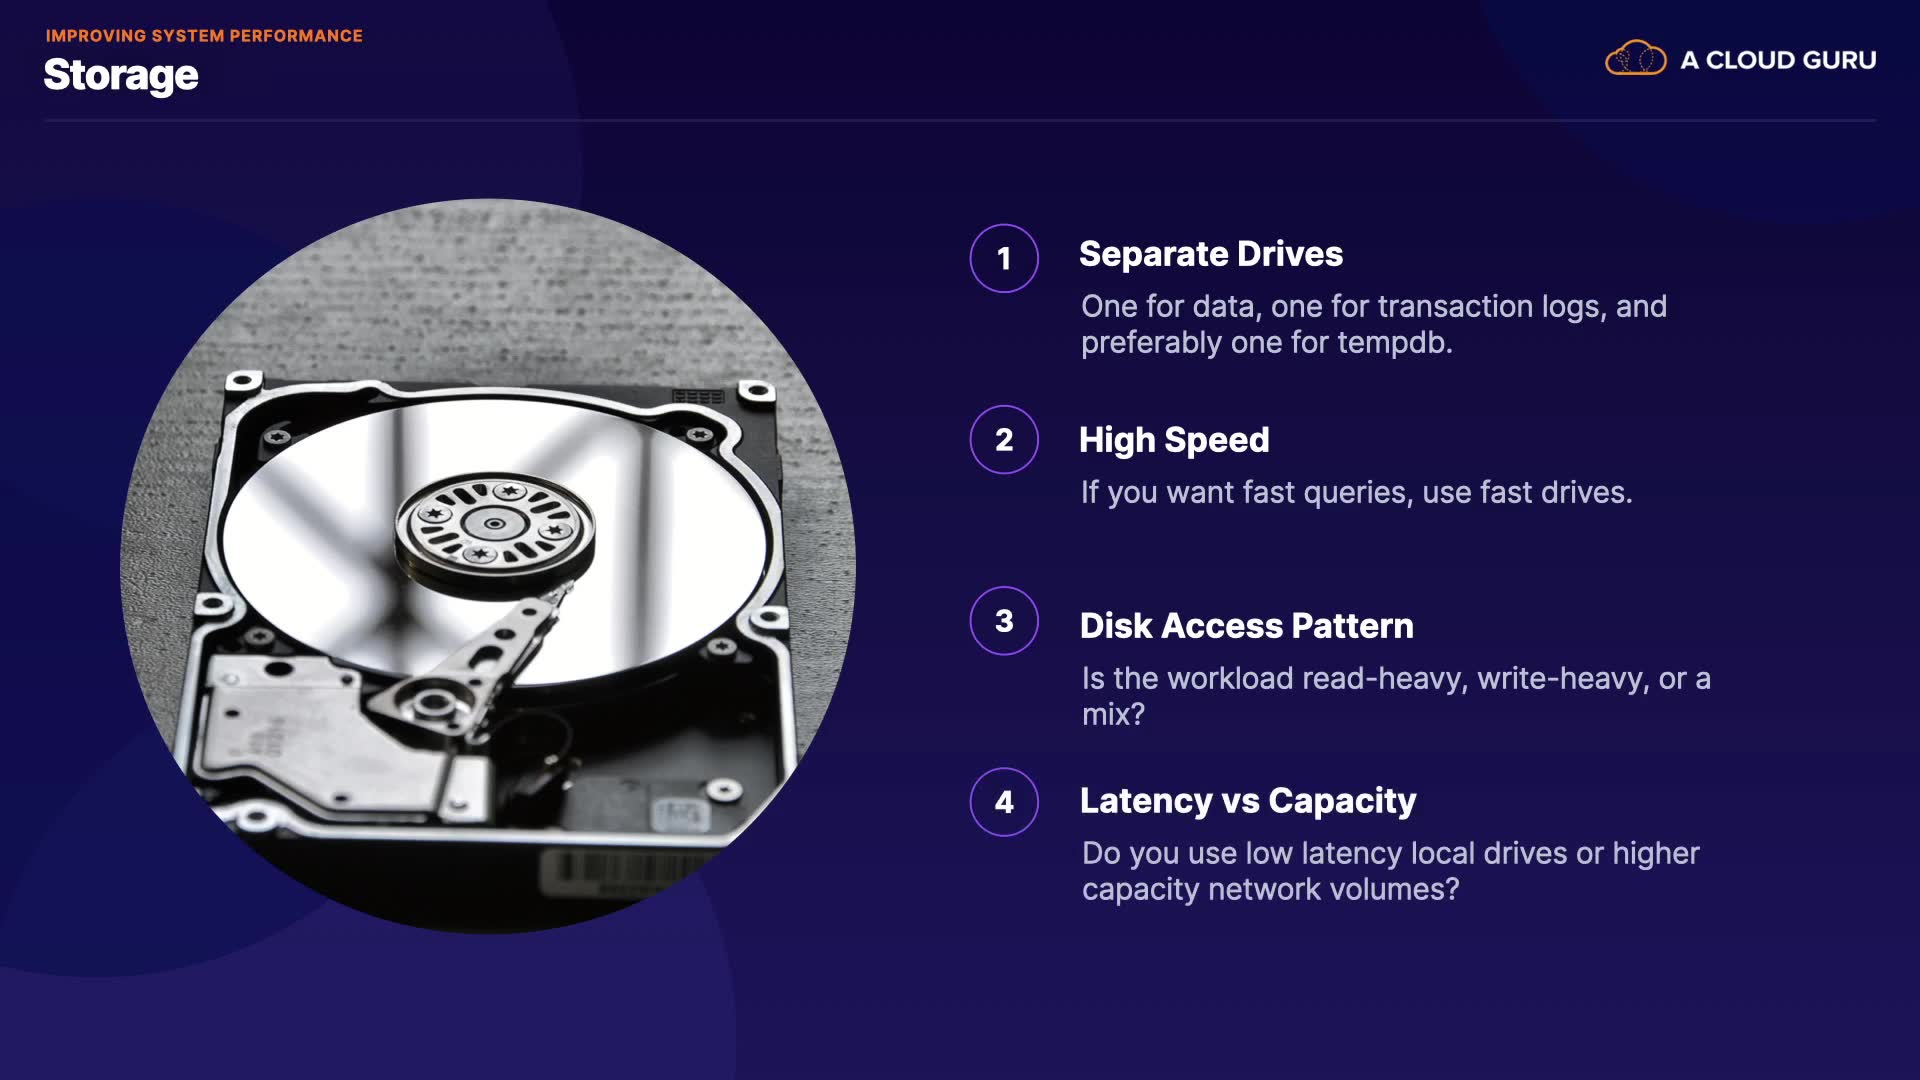 IMPROVING SYSTEM PERFORMANCE
Storage
A CLOUD GURU
1
Separate Drives
One for data, one for transaction logs, and
preferably one for tempdb.
2
High Speed
If you want fast queries, use fast drives.
3
Disk Access Pattern
Is the workload read-heavy, write-heavy, or a
mix?
4
Latency vs Capacity
Do you use low latency local drives or higher
capacity network volumes?